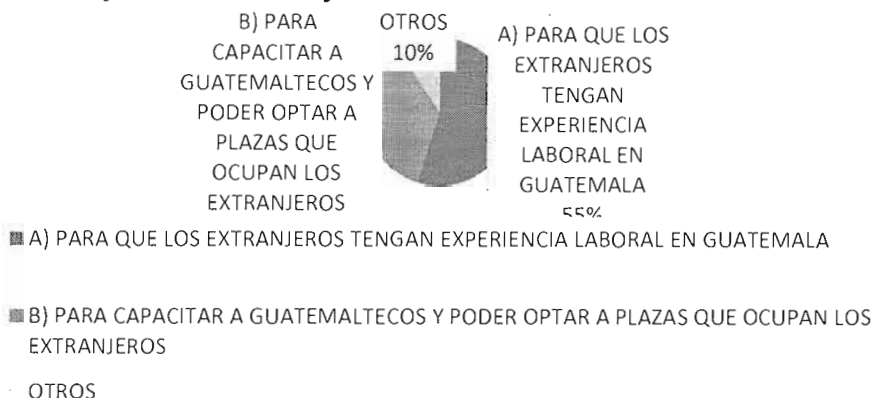 B) PARA
CAPACITAR A
GUATEMALTECOS Y
PODER OPTAR A
PLAZAS QUE
OCUPAN LOS
EXTRANJEROS
OTROS
10%
A) PARA QUE LOS
EXTRANJEROS
TENGAN
EXPERIENCIA
LABORAL EN
GUATEMALA
55%
A) PARA QUE LOS EXTRANJEROS TENGAN EXPERIENCIA LABORAL EN GUATEMALA
B) PARA CAPACITAR A GUATEMALTECOS Y PODER OPTAR A PLAZAS QUE OCUPAN LOS
EXTRANJEROS
OTROS